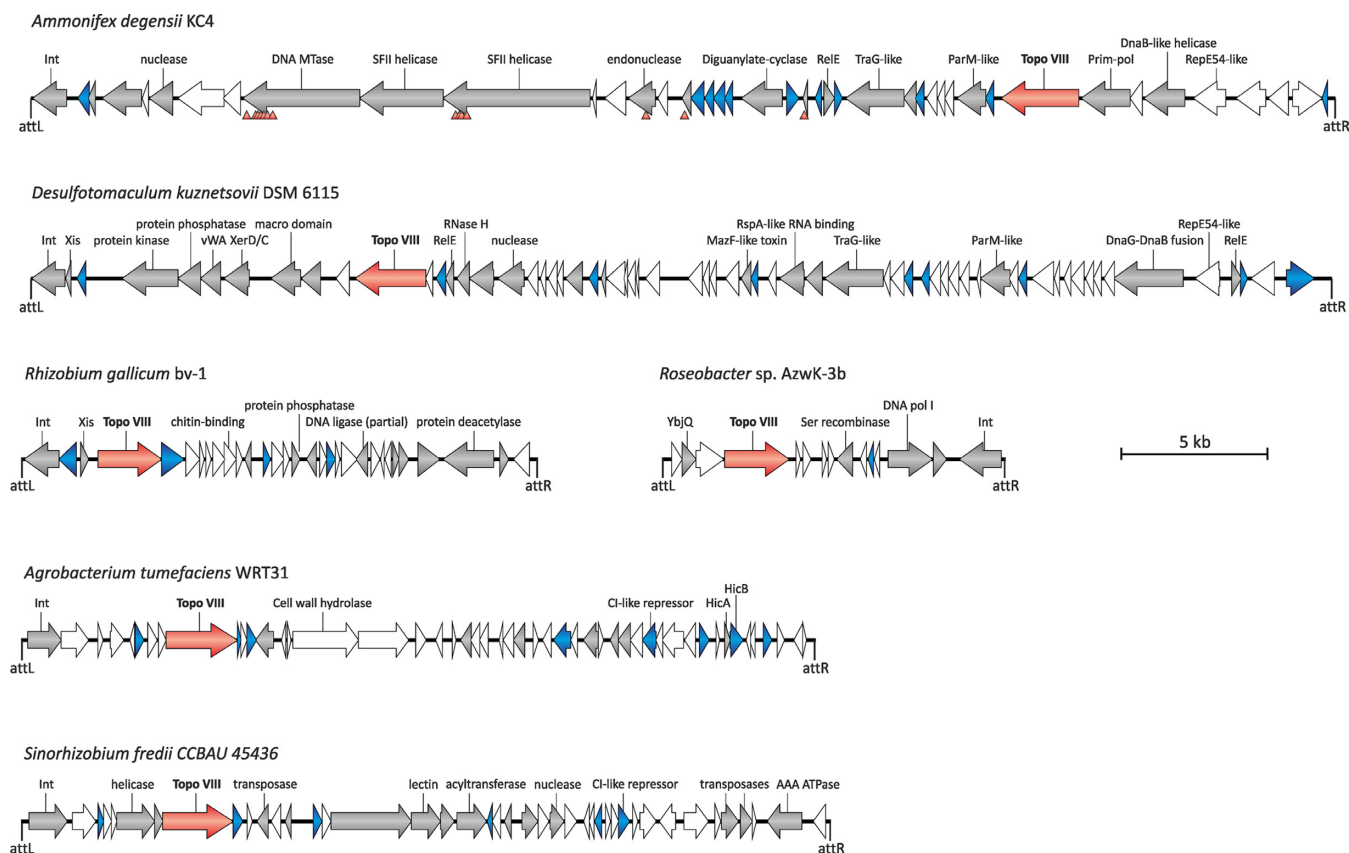 Ammonifex degensii KC4
DnaB-like helicase
Int nuclease DNA MTase SFII helicase SFII helicase endonuclease Diguanylate-cyclase RelE TraG-like ParM-like Topo VIII Prim-pol RepE54-like
attL attR
Desulfotomaculum kuznetsovii DSM 6115
protein phosphatase macro domain RNase H RspA-like RNA binding RepE54-like
Int Xis protein kinase vWA XerD/C Topo VIII RelE nuclease MazF-like toxin TraG-like ParM-like DnaG-DnaB fusion RelE
attL attR
Rhizobium gallicum bv-1 Roseobacter sp. AzwK-3b
protein phosphatase DNA pol I
Int Xis Topo VIII chitin-binding DNA ligase (partial) protein deacetylase YbjQ Topo VIII Ser recombinase Int
5 kb
attL attR attL attR
Agrobacterium tumefaciens WRT31
HicB
Int Topo VIII Cell wall hydrolase CI-like repressor HicA
attL attR
Sinorhizobium fredii CCBAU 45436
Int helicase Topo VIII transposase lectin acyltransferase nuclease CI-like repressor transposases AAA ATPase
attL attR